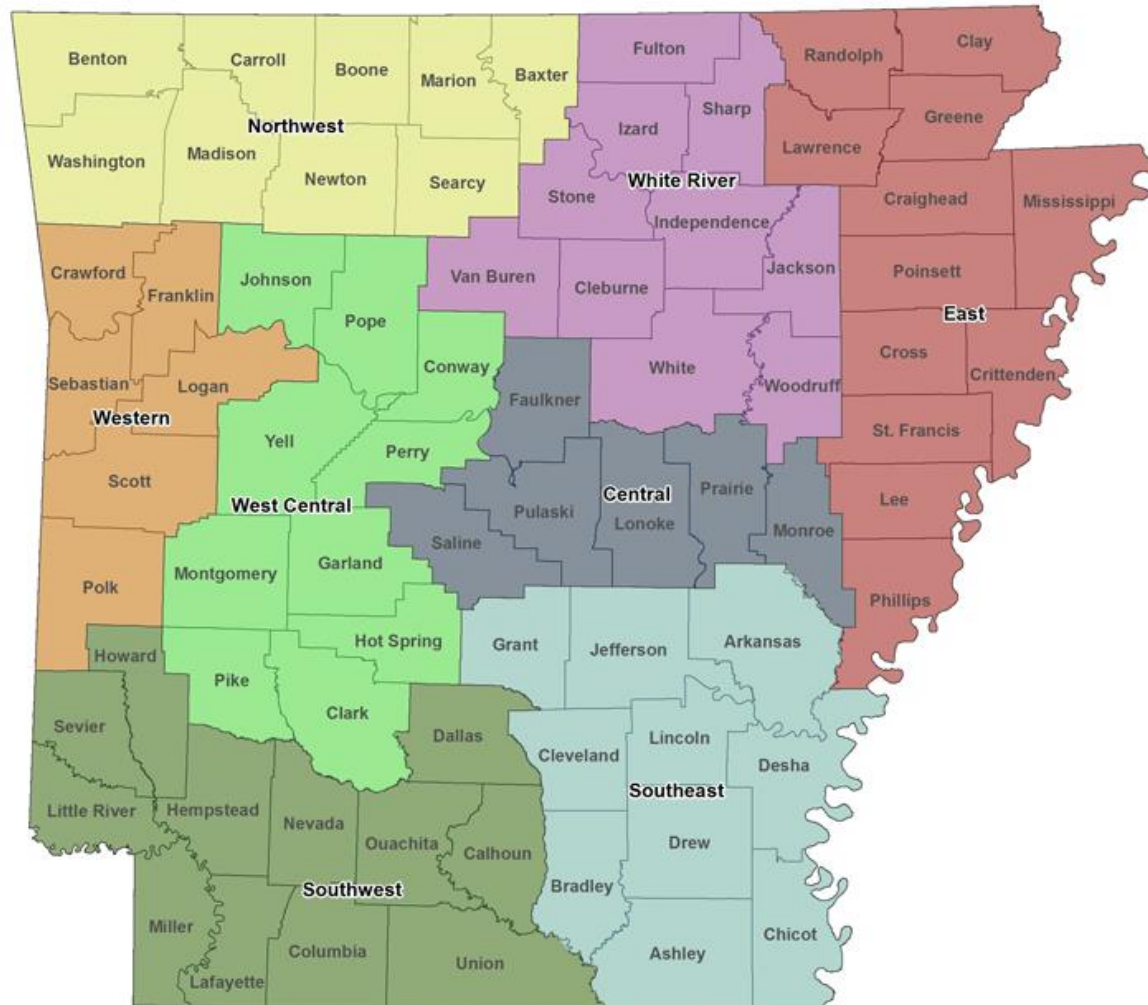 Benton
Carroll
Boone
Marion
Baxter
Fulton
Sharp
Randolph
Clay
Washington
Madison
Northwest
Newton
Searcy
Izard
Stone
White River
Independence
Lawrence
Greene
Craighead
Mississippi
Crawford
Franklin
Johnson
Pope
Van Buren
Cleburne
Jackson
Poinsett
East
Sebastian
Logan
Western
Conway
Faulkner
White
Woodruff
Cross
Crittenden
Scott
Yell
Perry
West Central
St. Francis
Saline
Pulaski
Central
Lonoke
Prairie
Monroe
Lee
Polk
Montgomery
Garland
Hot Spring
Grant
Jefferson
Arkansas
Phillips
Howard
Pike
Clark
Sevier
Dallas
Cleveland
Lincoln
Desha
Southeast
Little River
Hempstead
Nevada
Ouachita
Calhoun
Drew
Southwest
Bradley
Miller
Lafayette
Columbia
Union
Ashley
Chicot